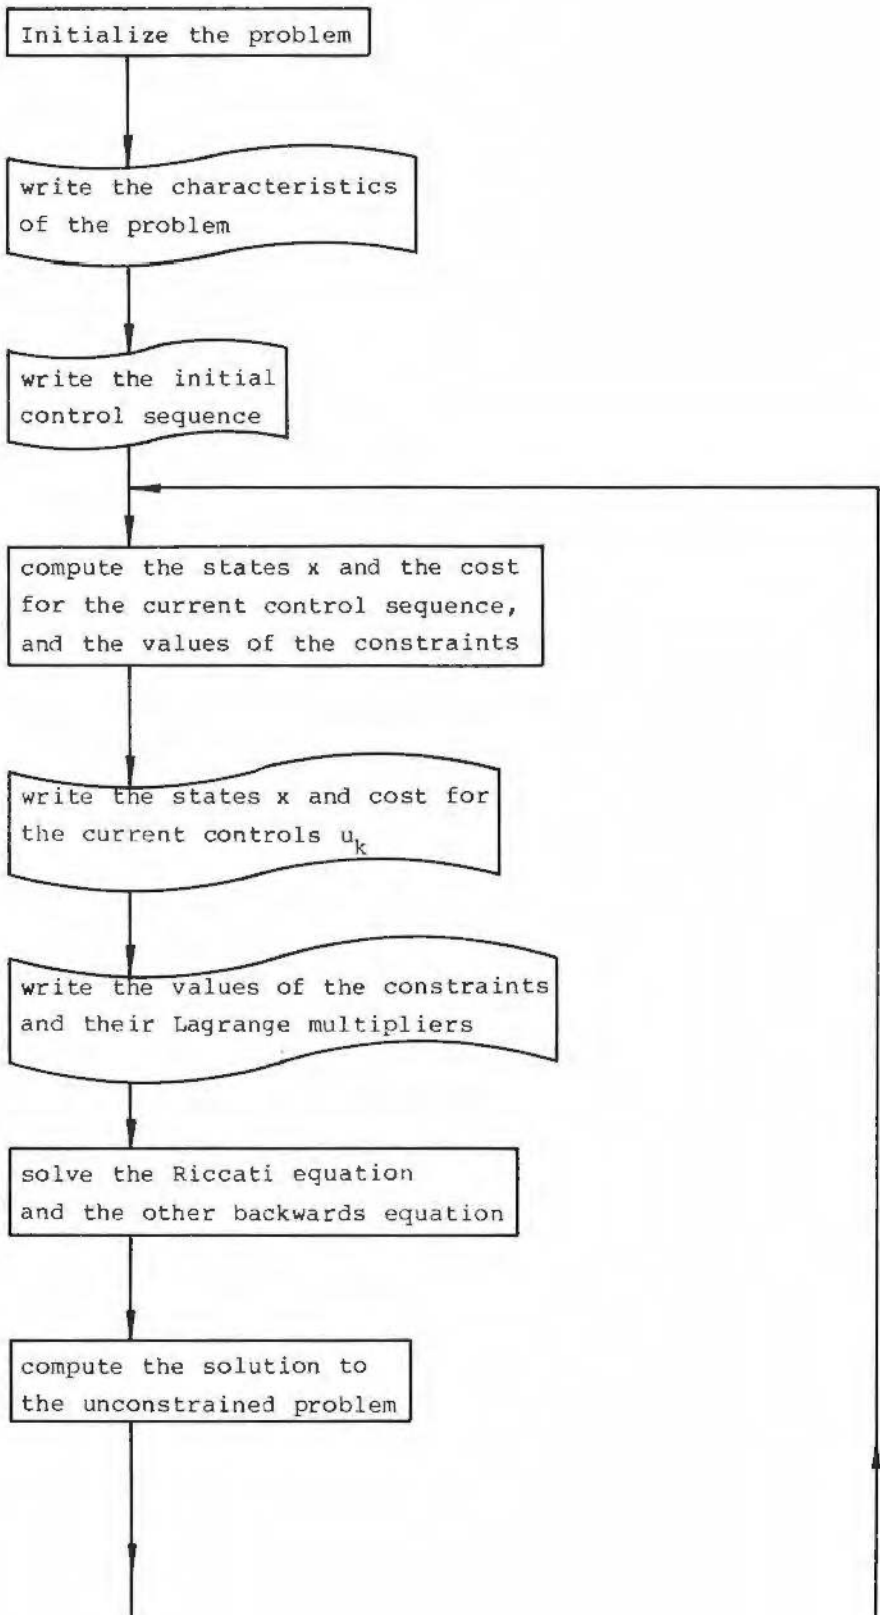 Initialize the problem
write the characteristics
of the problem
write the initial
control sequence
compute the states x and the cost
for the current control sequence,
and the values of the constraints
write the states x and cost for
the current controls u_k
write the values of the constraints
and their Lagrange multipliers
solve the Riccati equation
and the other backwards equation
compute the solution to
the unconstrained problem